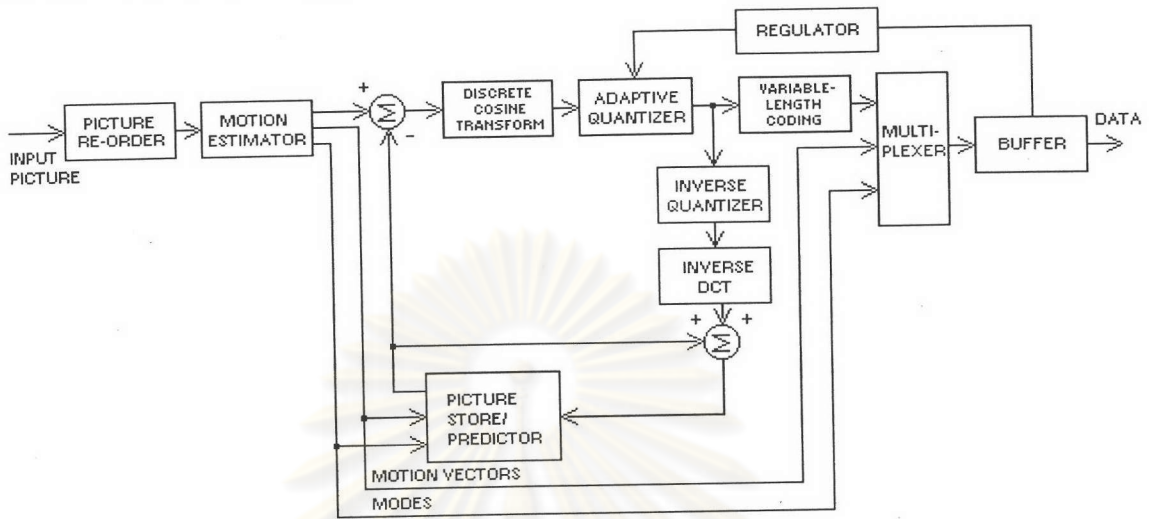 REGULATOR
+
Σ
-
DISCRETE
COSINE
TRANSFORM
ADAPTIVE
QUANTIZER
VARIABLE-
LENGTH
CODING
PICTURE
RE-ORDER
MOTION
ESTIMATOR
MULTI-
PLEXER
BUFFER
DATA
INPUT
PICTURE
INVERSE
QUANTIZER
INVERSE
DCT
+ +
Σ
PICTURE
STORE/
PREDICTOR
MOTION VECTORS
MODES